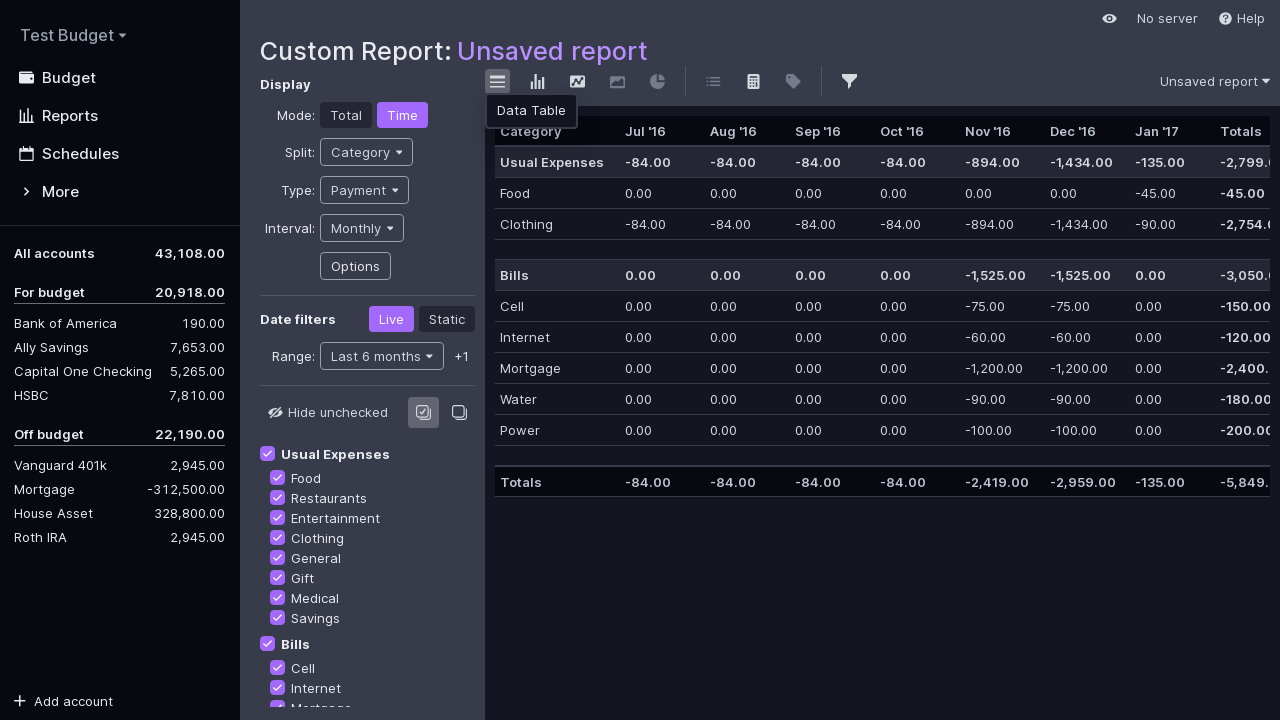 Test Budget
Budget
Reports
Schedules
More
All accounts 43,108.00
For budget 20,918.00
Bank of America 190.00
Ally Savings 7,653.00
Capital One Checking 5,265.00
HSBC 7,810.00
Off budget 22,190.00
Vanguard 401k 2,945.00
Mortgage -312,500.00
House Asset 328,800.00
Roth IRA 2,945.00
Add account
No server
Help
Custom Report: Unsaved report
Display
Mode: Total Time
Split: Category
Type: Payment
Interval: Monthly
Options
Date filters Live Static
Range: Last 6 months +1
Hide unchecked
Usual Expenses
Food
Restaurants
Entertainment
Clothing
General
Gift
Medical
Savings
Bills
Cell
Internet
Mortgage
Unsaved report
Data Table
Category Jul '16 Aug '16 Sep '16 Oct '16 Nov '16 Dec '16 Jan '17 Totals
Usual Expenses -84.00 -84.00 -84.00 -84.00 -894.00 -1,434.00 -135.00 -2,799.
Food 0.00 0.00 0.00 0.00 0.00 0.00 -45.00 -45.00
Clothing -84.00 -84.00 -84.00 -84.00 -894.00 -1,434.00 -90.00 -2,754.
Bills 0.00 0.00 0.00 0.00 -1,525.00 -1,525.00 0.00 -3,050.
Cell 0.00 0.00 0.00 0.00 -75.00 -75.00 0.00 -150.00
Internet 0.00 0.00 0.00 0.00 -60.00 -60.00 0.00 -120.00
Mortgage 0.00 0.00 0.00 0.00 -1,200.00 -1,200.00 0.00 -2,400.
Water 0.00 0.00 0.00 0.00 -90.00 -90.00 0.00 -180.00
Power 0.00 0.00 0.00 0.00 -100.00 -100.00 0.00 -200.00
Totals -84.00 -84.00 -84.00 -84.00 -2,419.00 -2,959.00 -135.00 -5,849.